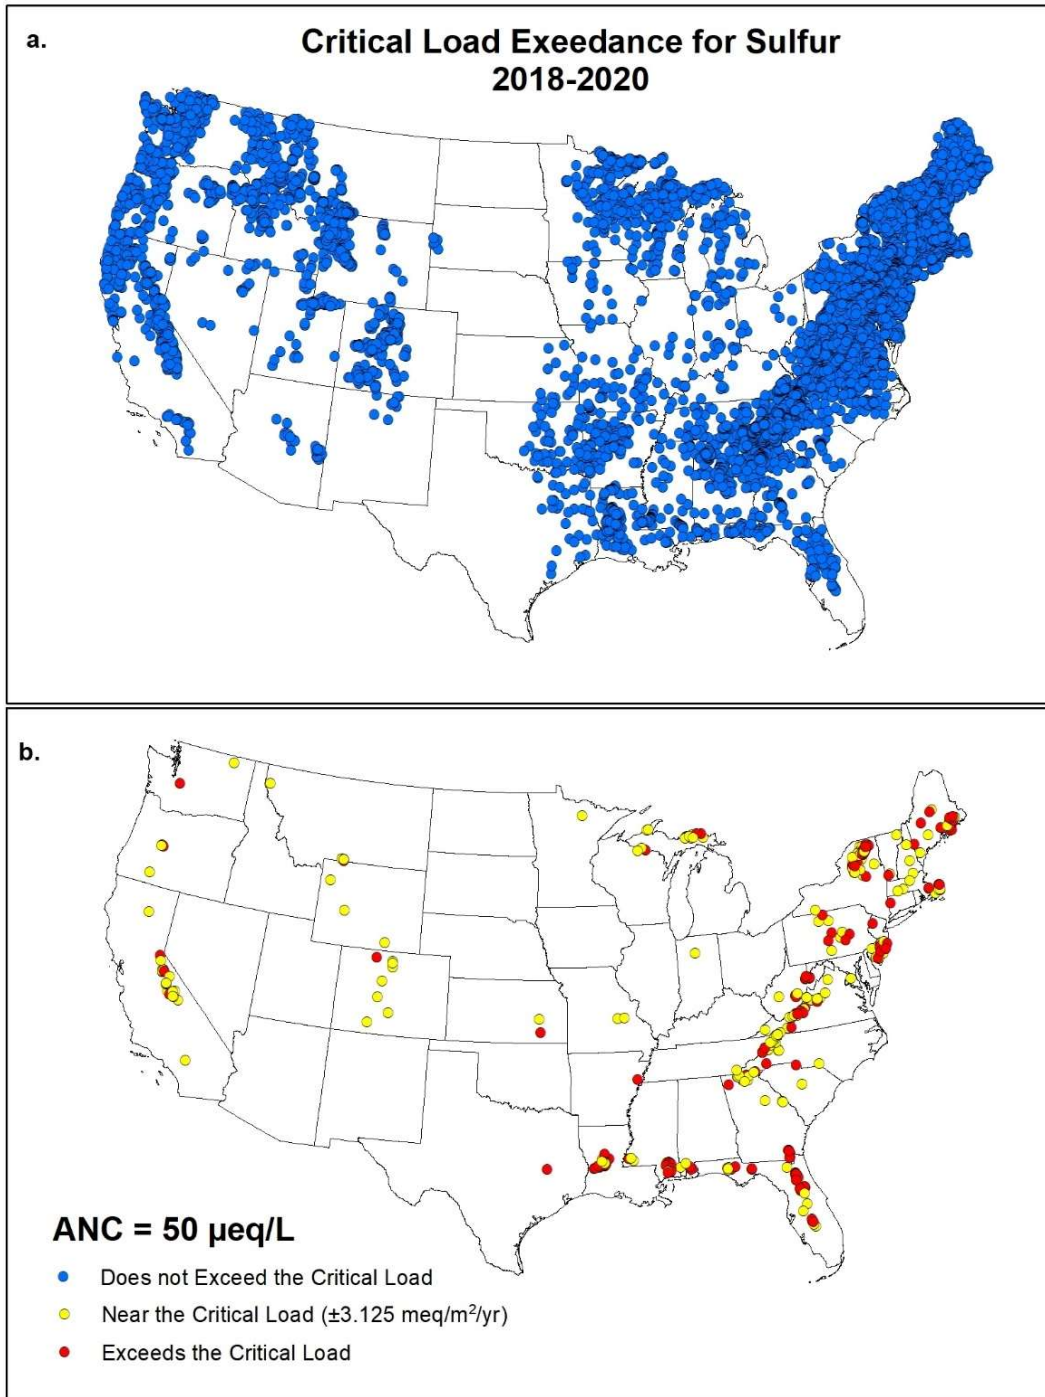 a.
Critical Load Exeedance for Sulfur
2018-2020
b.
ANC = 50 µeq/L
Does not Exceed the Critical Load
Near the Critical Load (±3.125 meq/m²/yr)
Exceeds the Critical Load